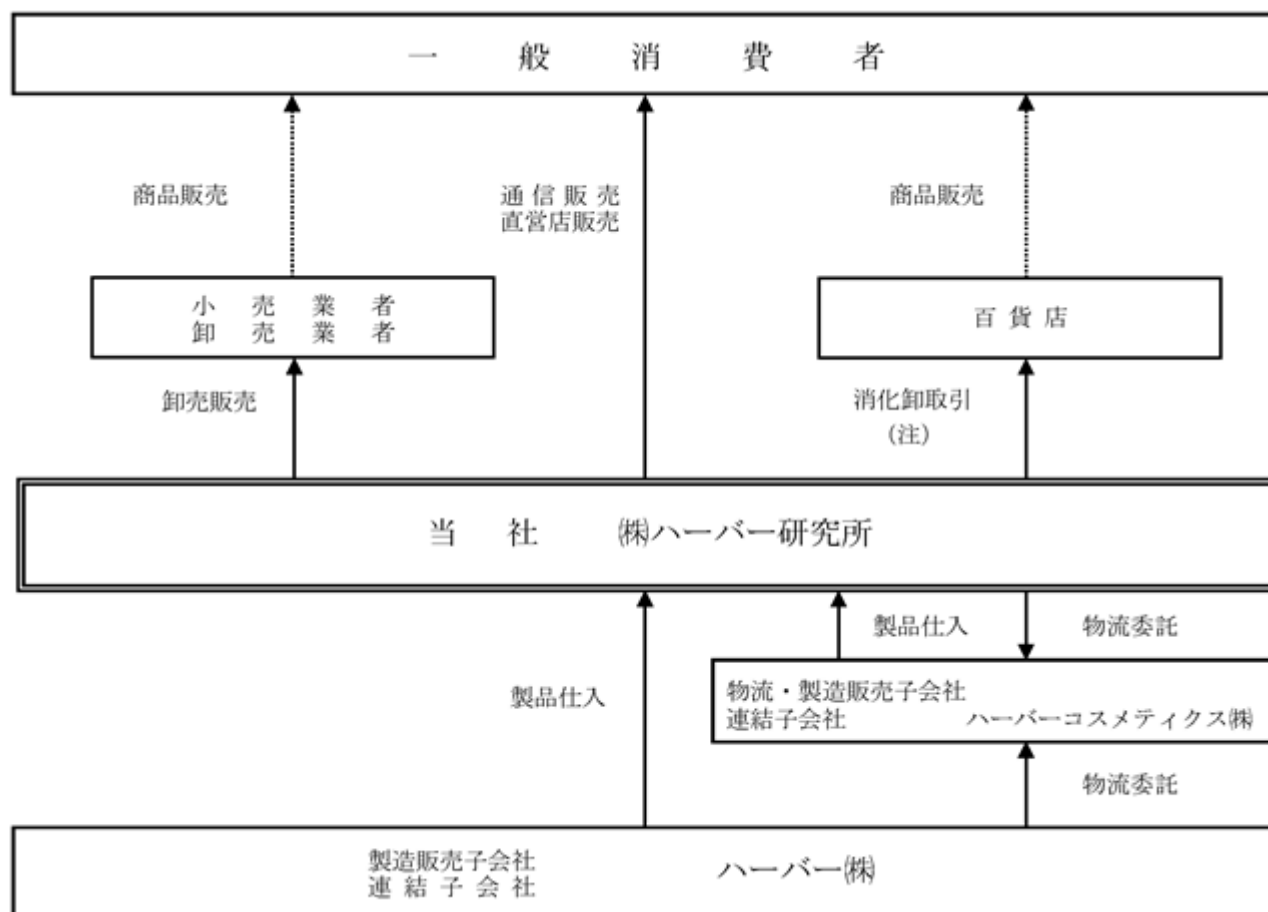 一般消費者
商品販売
通信販売
直営店販売
商品販売
小売業者
卸売業者
百貨店
卸売販売
消化卸取引
(注)
当社 ㈱ハーバー研究所
製品仕入
物流委託
製品仕入
物流・製造販売子会社
連結子会社 ハーバーコスメティクス㈱
物流委託
製造販売子会社
連結子会社
ハーバー㈱